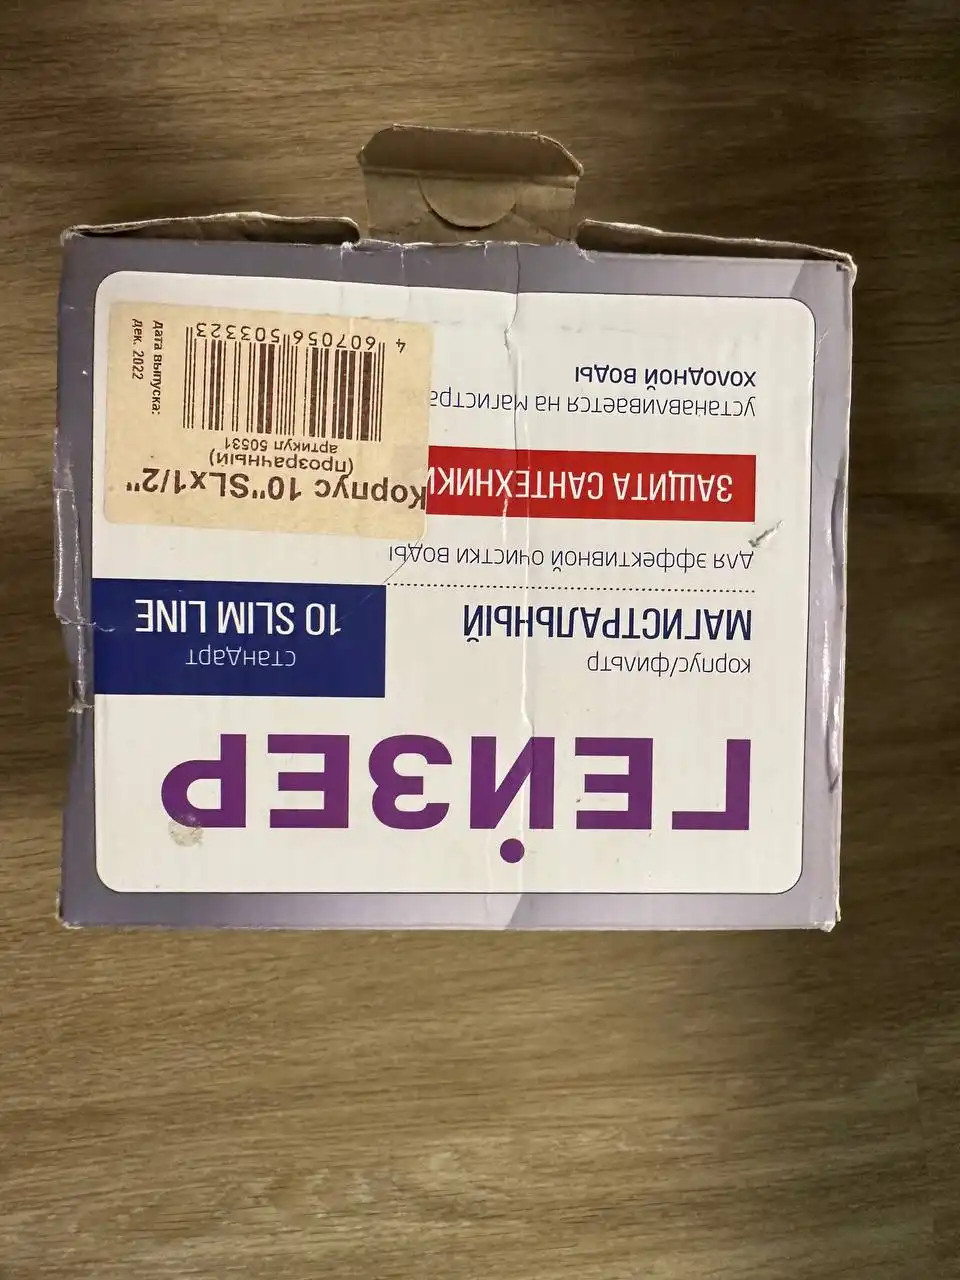 ГЕЙЗЕР
корпус/фильтр
МАГИСТРАЛЬНЫЙ
стандарт
10 SLIM LINE
для эффективной очистки воды
ЗАЩИТА САНТЕХНИКИ
устанавливается на
холодной воды
Корпус 10"SLx1/2"
(прозрачный)
артикул 50531
4 607056 503323
дата выпуска:
дек. 2022